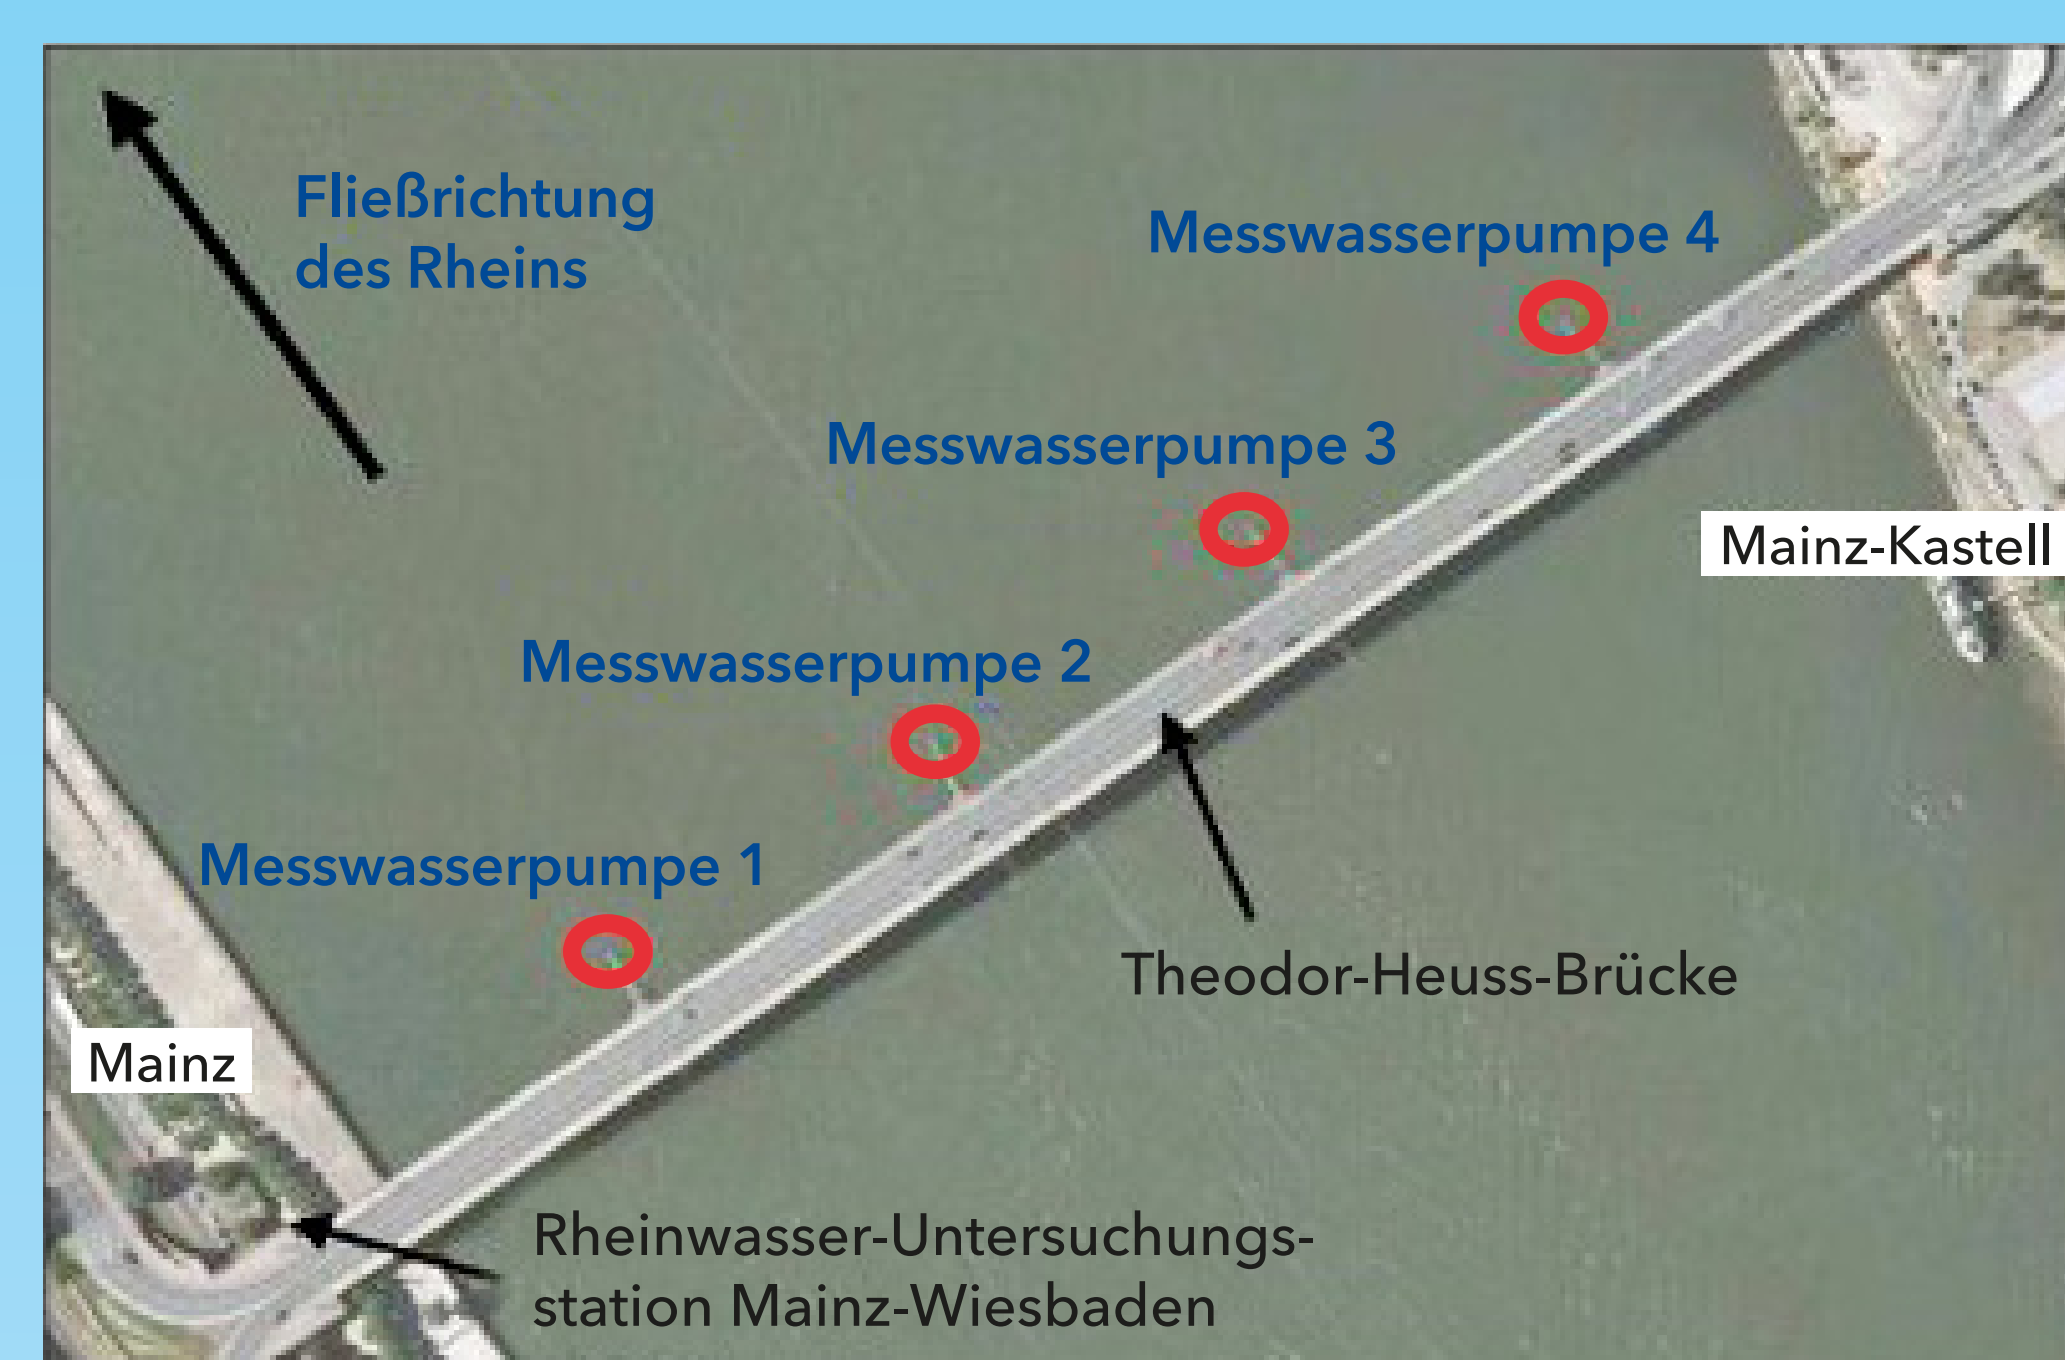 Fließrichtung
des Rheins
Messwasserpumpe 4
Messwasserpumpe 3
Mainz-Kastell
Messwasserpumpe 2
Messwasserpumpe 1
Theodor-Heuss-Brücke
Mainz
Rheinwasser-Untersuchungs-
station Mainz-Wiesbaden